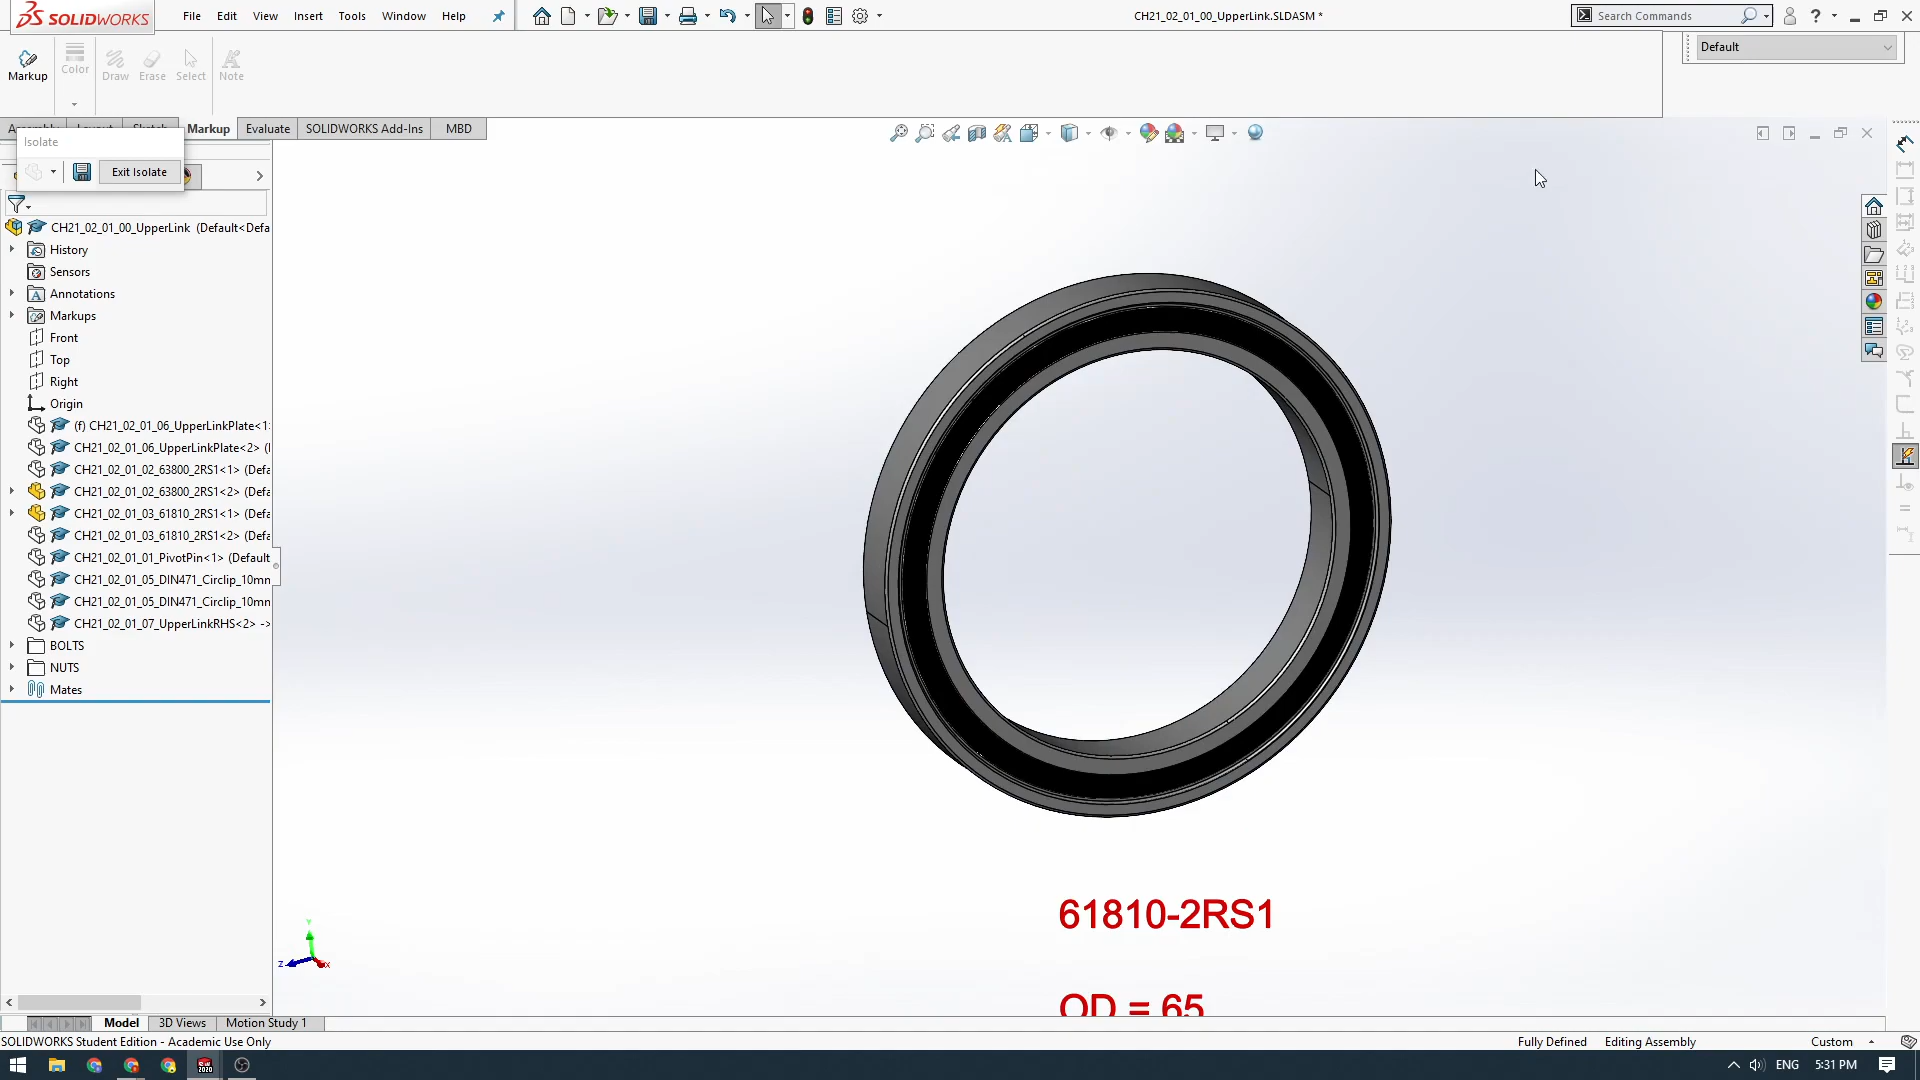 SOLIDWORKS
File Edit View Insert Tools Window Help
CH21_02_01_00_UpperLink.SLDASM *
Search Commands
Markup
Color
Draw
Erase
Select
Note
Default
Markup
Evaluate
SOLIDWORKS Add-Ins
MBD
Isolate
Exit Isolate
CH21_02_01_00_UpperLink (Default<Defa
History
Sensors
Annotations
Markups
Front
Top
Right
Origin
(f) CH21_02_01_06_UpperLinkPlate<1
CH21_02_01_06_UpperLinkPlate<2> (
CH21_02_01_02_63800_2RS1<1> (Defa
CH21_02_01_02_63800_2RS1<2> (Defa
CH21_02_01_03_61810_2RS1<1> (Defa
CH21_02_01_03_61810_2RS1<2> (Defa
CH21_02_01_01_PivotPin<1> (Default
CH21_02_01_05_DIN471_Circlip_10mm
CH21_02_01_05_DIN471_Circlip_10mm
CH21_02_01_07_UpperLinkRHS<2> ->
BOLTS
NUTS
Mates
Y
Z
X
61810-2RS1
OD = 65
Model
3D Views
Motion Study 1
SOLIDWORKS Student Edition - Academic Use Only
Fully Defined
Editing Assembly
Custom
SW
2020
ENG
5:31 PM